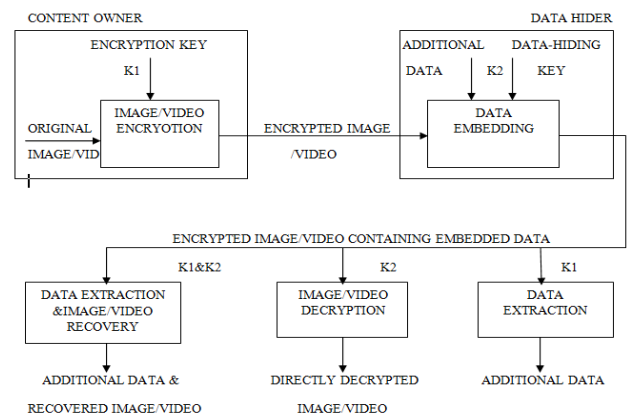 CONTENT OWNER
DATA HIDER
ENCRYPTION KEY
K1
ADDITIONAL
DATA
K2
DATA-HIDING
KEY
ORIGINAL
IMAGE/VID
IMAGE/VIDEO
ENCRYOTION
ENCRYPTED IMAGE
/VIDEO
DATA
EMBEDDING
ENCRYPTED IMAGE/VIDEO CONTAINING EMBEDDED DATA
K1&K2
K2
K1
DATA EXTRACTION
&IMAGE/VIDEO
RECOVERY
IMAGE/VIDEO
DECRYPTION
DATA
EXTRACTION
ADDITIONAL DATA &
RECOVERED IMAGE/VIDEO
DIRECTLY DECRYPTED
IMAGE/VIDEO
ADDITIONAL DATA